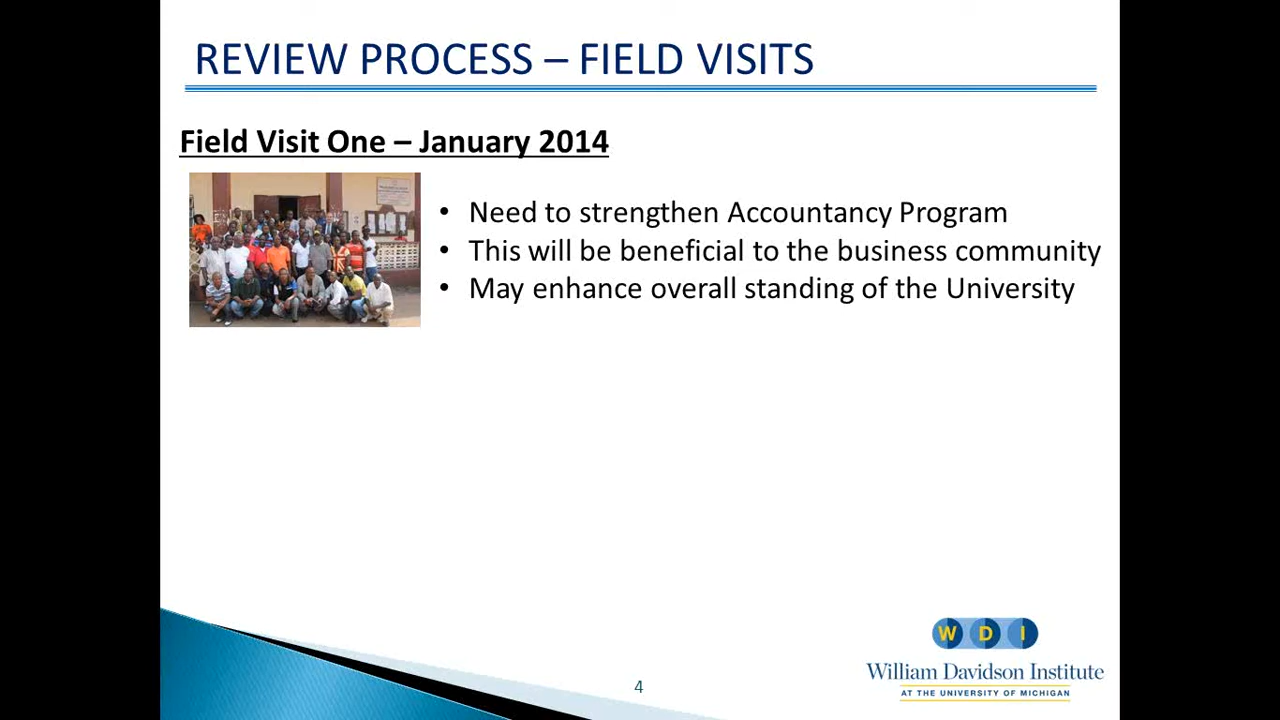 REVIEW PROCESS – FIELD VISITS
Field Visit One – January 2014
• Need to strengthen Accountancy Program
• This will be beneficial to the business community
• May enhance overall standing of the University
W D I
William Davidson Institute
AT THE UNIVERSITY OF MICHIGAN
4